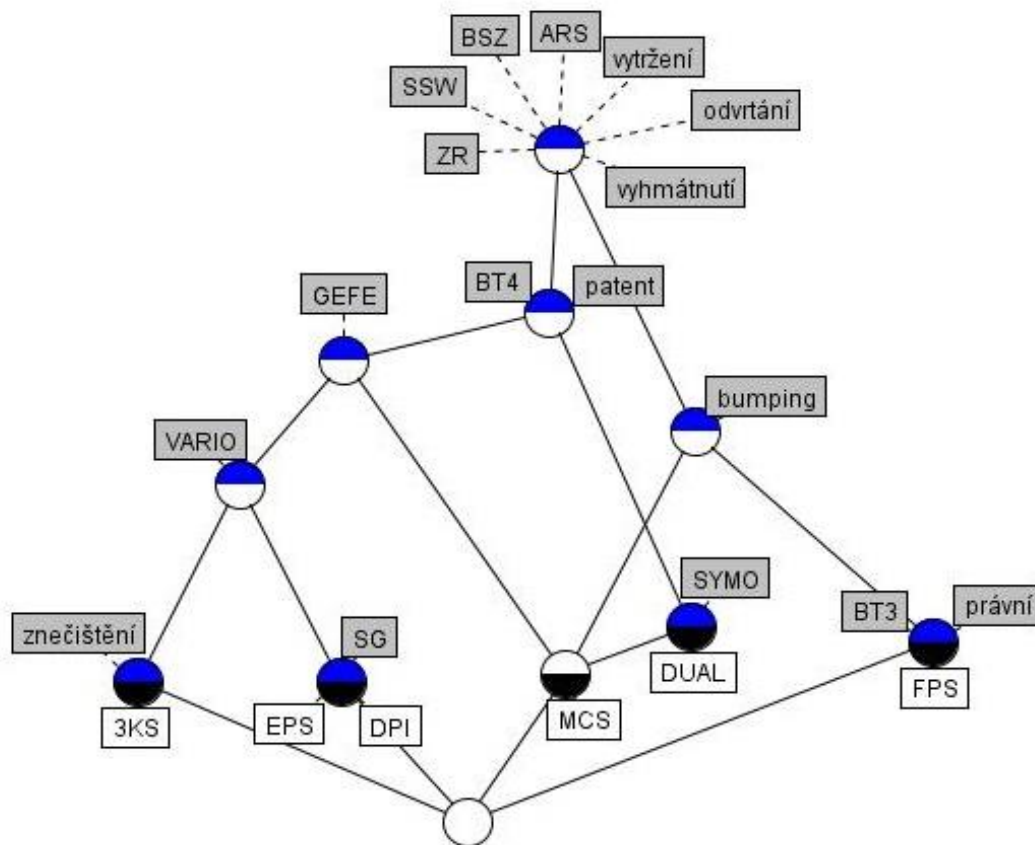 ARS
BSZ
vytržení
SSW
odvrtání
ZR
vyhmátnutí
BT4
patent
GEFE
bumping
VARIO
SYMO
znečištění
SG
BT3
právní
3KS
EPS
DPI
MCS
DUAL
FPS